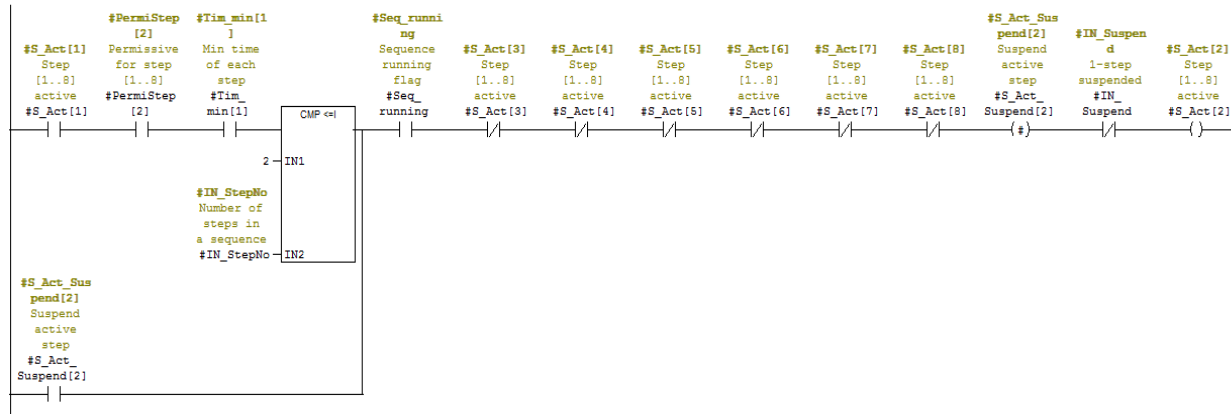 #S_Act[1]
Step
[1..8]
active
#S_Act[1]
#PermiStep
[2]
Permissive
for step
[1..8]
#PermiStep
[2]
#Tim_min[1
]
Min time
of each
step
#Tim_
min[1]
CMP <=I
2
IN1
#IN_StepNo
Number of
steps in
a sequence
#IN_StepNo
IN2
#Seq_runni
ng
Sequence
running
flag
#Seq_
running
#S_Act[3]
Step
[1..8]
active
#S_Act[3]
#S_Act[4]
Step
[1..8]
active
#S_Act[4]
#S_Act[5]
Step
[1..8]
active
#S_Act[5]
#S_Act[6]
Step
[1..8]
active
#S_Act[6]
#S_Act[7]
Step
[1..8]
active
#S_Act[7]
#S_Act[8]
Step
[1..8]
active
#S_Act[8]
#S_Act_Sus
pend[2]
Suspend
active
step
#S_Act_
Suspend[2]
(#)
#IN_Suspen
d
1-step
suspended
#IN_
Suspend
#S_Act[2]
Step
[1..8]
active
#S_Act[2]
#S_Act_Sus
pend[2]
Suspend
active
step
#S_Act_
Suspend[2]